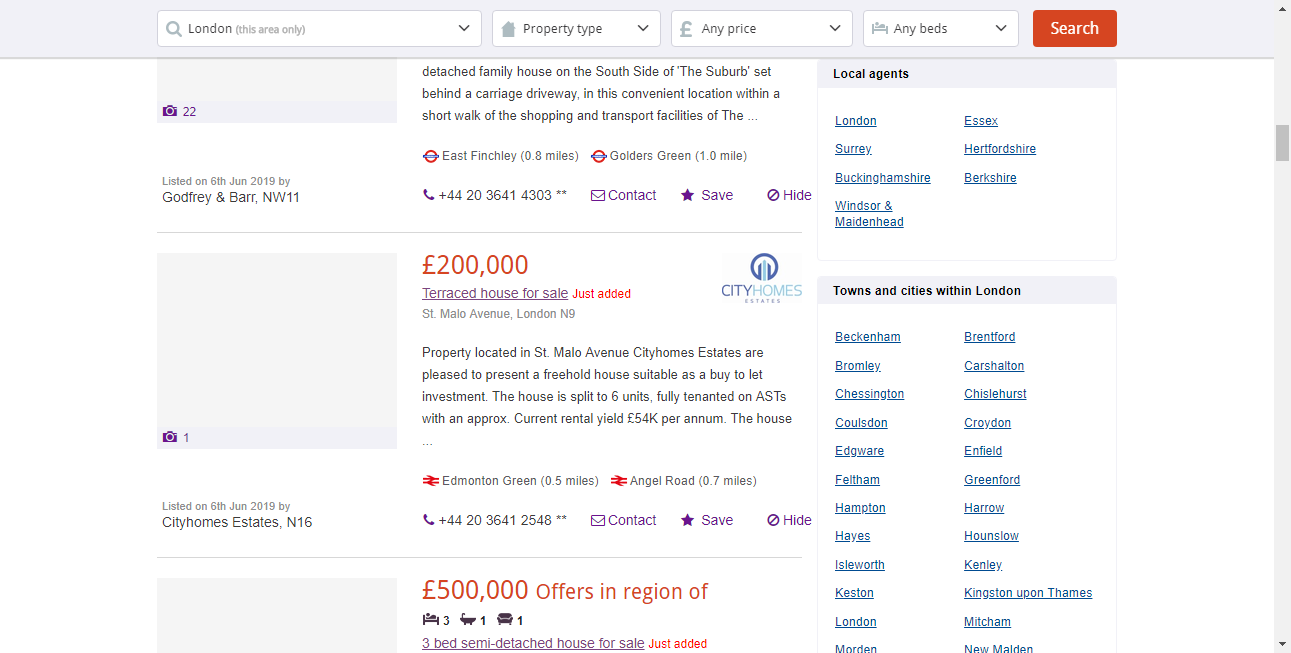 London (this area only)
Property type
Any price
Any beds
Search
detached family house on the South Side of 'The Suburb' set
behind a carriage driveway, in this convenient location within a
short walk of the shopping and transport facilities of The ...
22
East Finchley (0.8 miles) Golders Green (1.0 mile)
Listed on 6th Jun 2019 by
Godfrey & Barr, NW11
+44 20 3641 4303 ** Contact Save Hide
£200,000
CITYHOMES
ESTATES
Terraced house for sale Just added
St. Malo Avenue, London N9
Property located in St. Malo Avenue Cityhomes Estates are
pleased to present a freehold house suitable as a buy to let
investment. The house is split to 6 units, fully tenanted on ASTs
with an approx. Current rental yield £54K per annum. The house
...
1
Edmonton Green (0.5 miles) Angel Road (0.7 miles)
Listed on 6th Jun 2019 by
Cityhomes Estates, N16
+44 20 3641 2548 ** Contact Save Hide
£500,000 Offers in region of
3 1 1
3 bed semi-detached house for sale Just added
Local agents
London Essex
Surrey Hertfordshire
Buckinghamshire Berkshire
Windsor &
Maidenhead
Towns and cities within London
Beckenham Brentford
Bromley Carshalton
Chessington Chislehurst
Coulsdon Croydon
Edgware Enfield
Feltham Greenford
Hampton Harrow
Hayes Hounslow
Isleworth Kenley
Keston Kingston upon Thames
London Mitcham
Morden New Malden